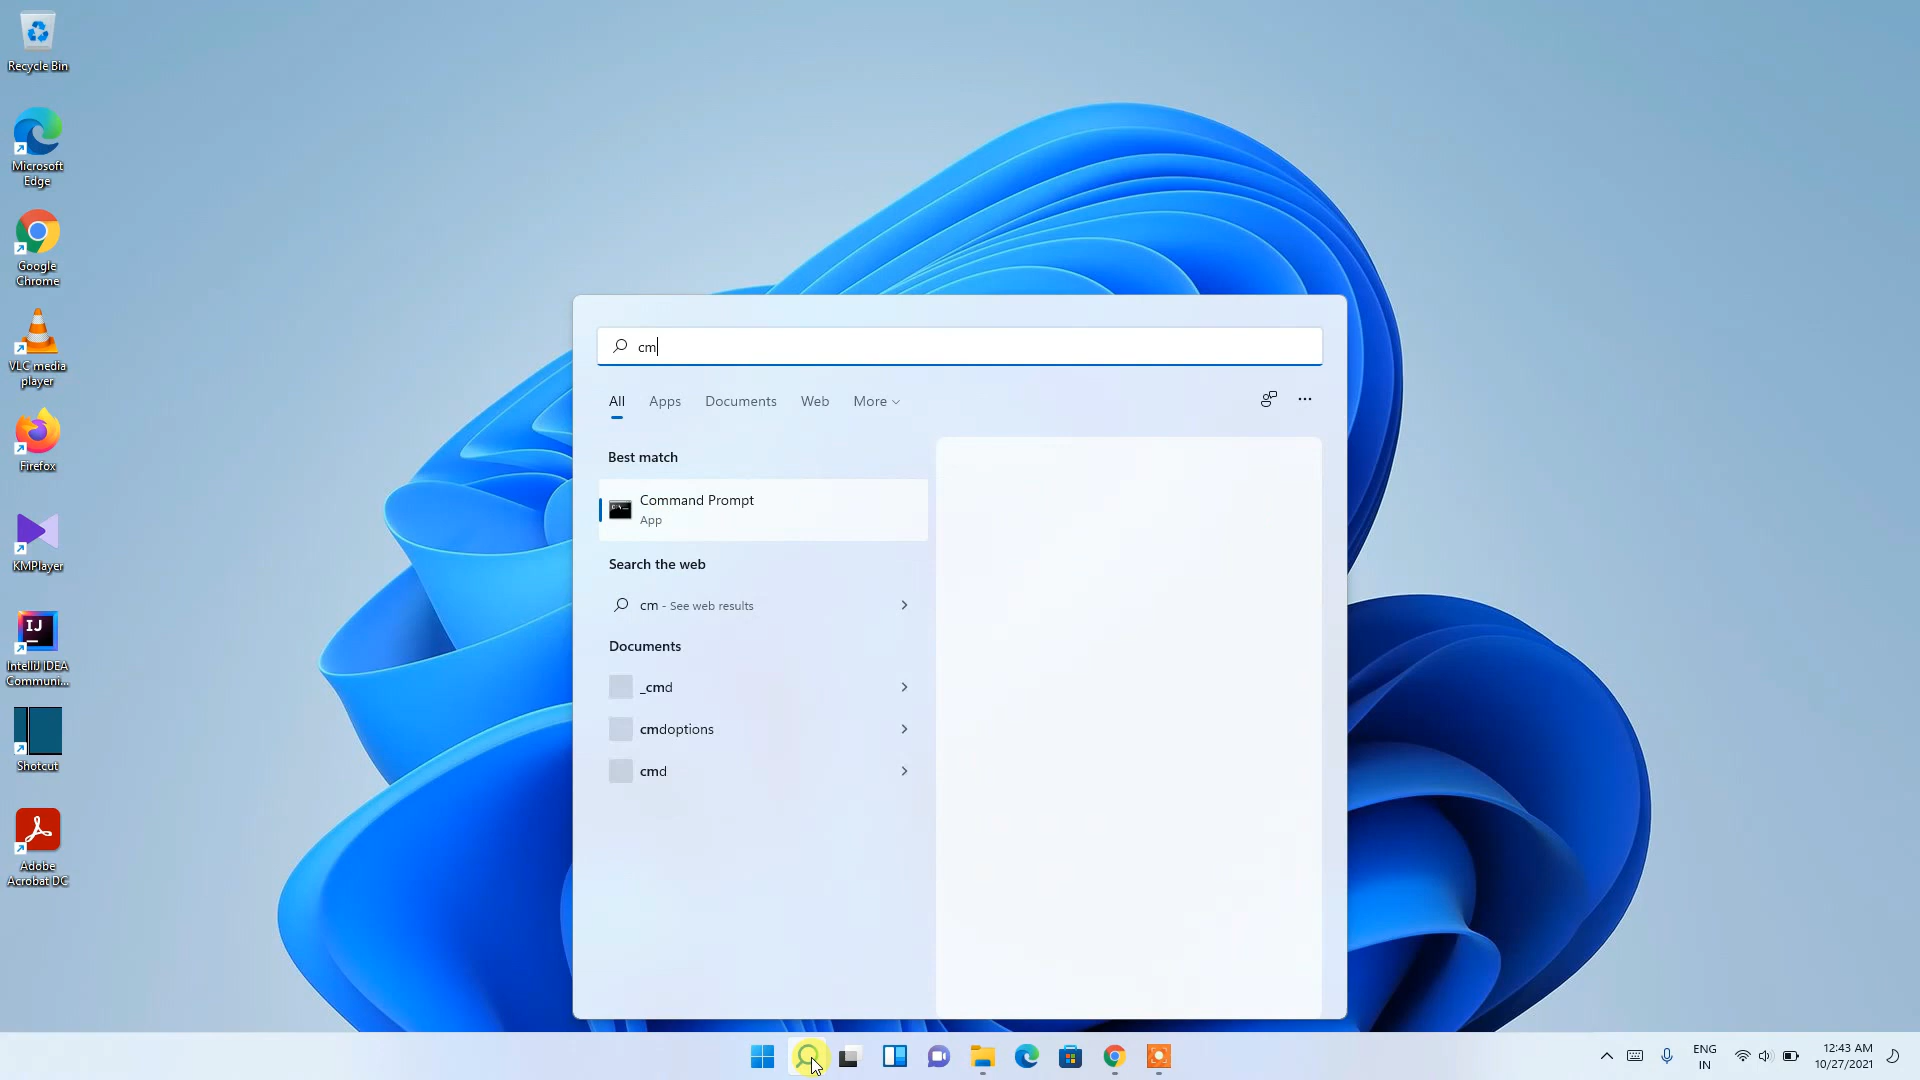 Recycle Bin
Microsoft
Edge
Google
Chrome
VLC media
player
Firefox
KMPlayer
IJ
IntelliJ IDEA
Communi...
Shotcut
Adobe
Acrobat DC
cm
All Apps Documents Web More
Best match
Command Prompt
App
Search the web
cm - See web results
Documents
_cmd
cmdoptions
cmd
ENG
IN
12:43 AM
10/27/2021